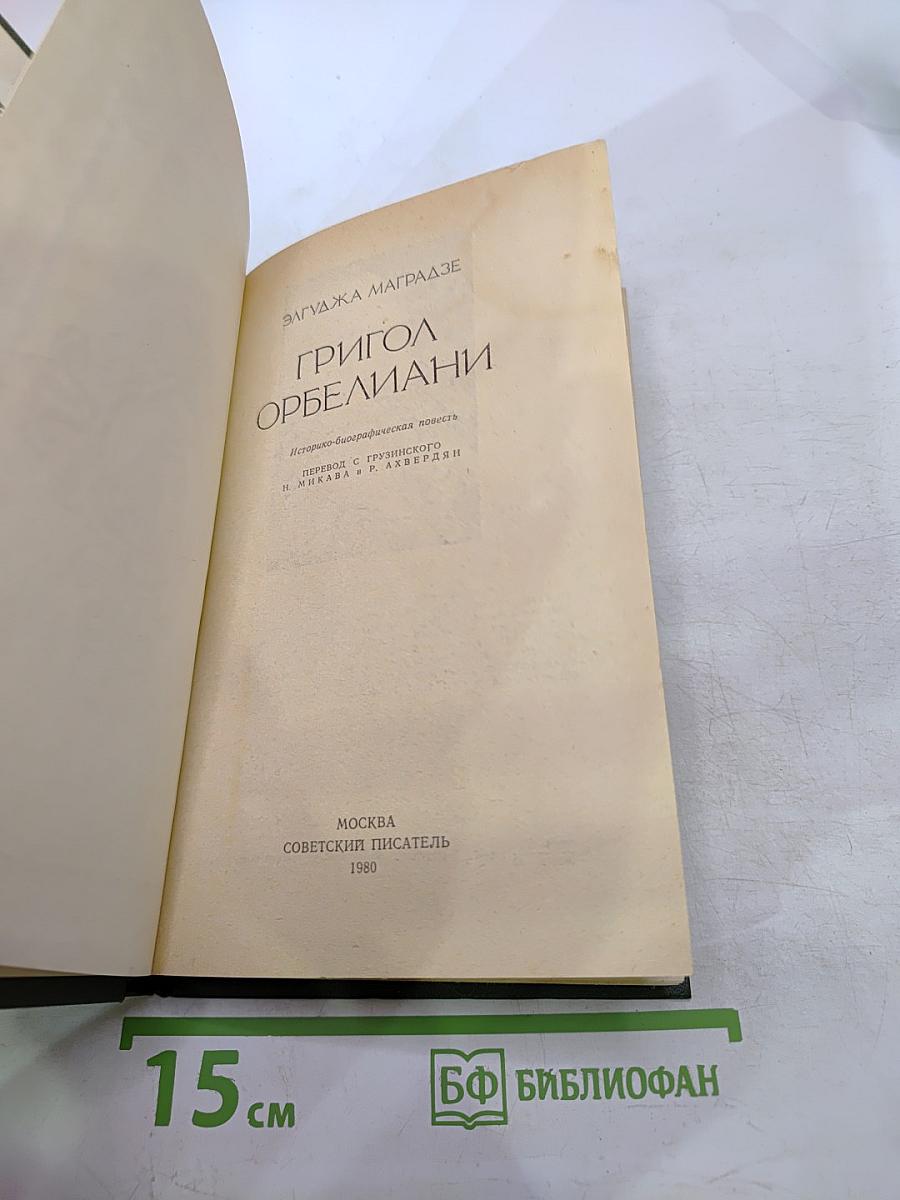 ЭЛГУДЖА МАГРАДЗЕ
ГРИГОЛ
ОРБЕЛИАНИ
Историко-биографическая повесть
ПЕРЕВОД С ГРУЗИНСКОГО
Н. МИКАВА и Р. АХВЕРДЯН
МОСКВА
СОВЕТСКИЙ ПИСАТЕЛЬ
1980
15 см
БФ БИБЛИОФАН